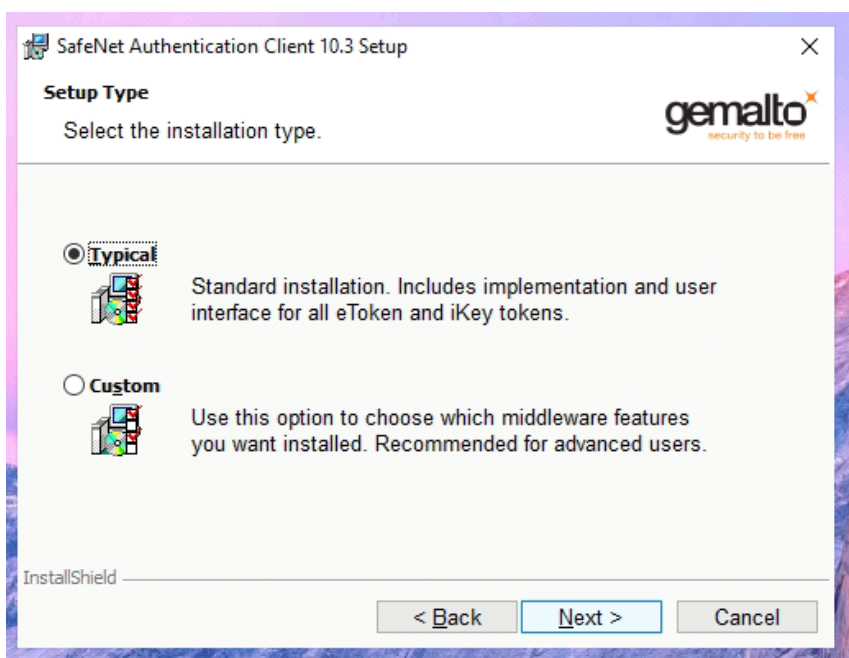 SafeNet Authentication Client 10.3 Setup
Setup Type
Select the installation type.
gemalto
security to be free
Typical
Standard installation. Includes implementation and user
interface for all eToken and iKey tokens.
Custom
Use this option to choose which middleware features
you want installed. Recommended for advanced users.
InstallShield
< Back
Next >
Cancel